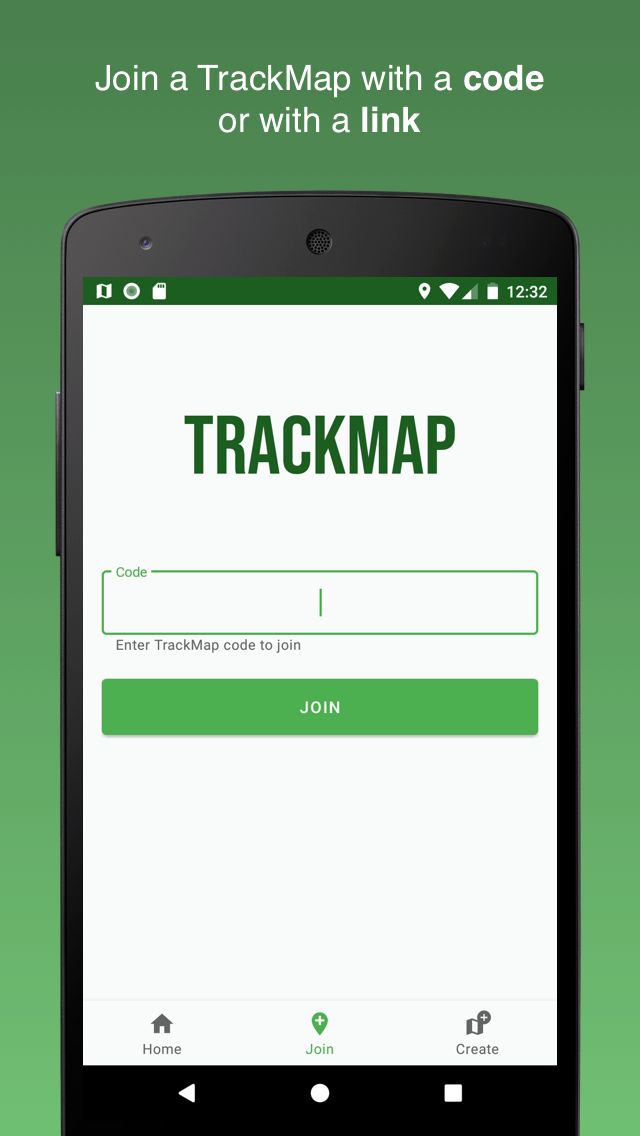 Join a TrackMap with a code
or with a link
12:32
TRACKMAP
Code
Enter TrackMap code to join
JOIN
Home
Join
Create